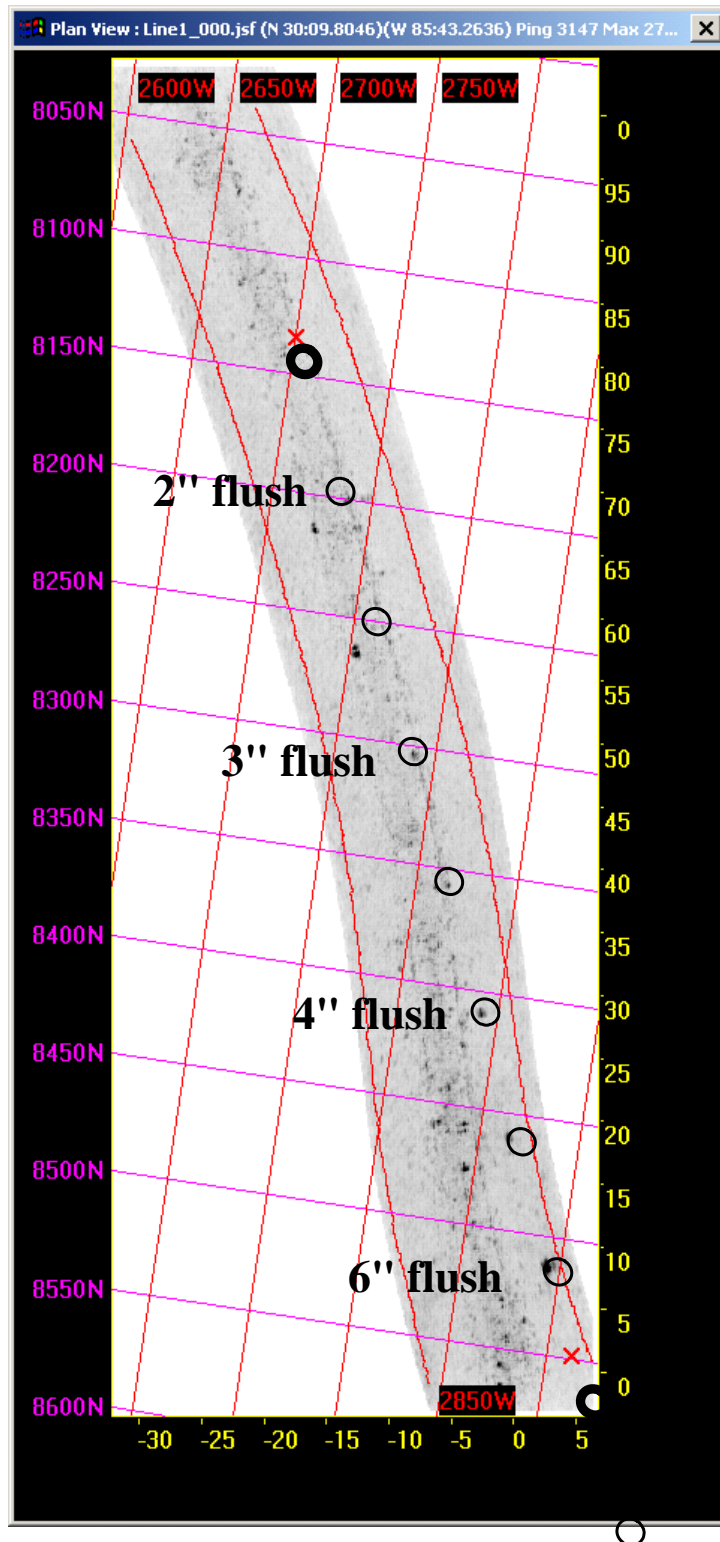 Plan View : Line1_000.jsf (N 30:09.8046)(W 85:43.2636) Ping 3147 Max 27...
2600W 2650W 2700W 2750W
8050N
0
95
8100N
90
85
8150N
80
75
8200N
2" flush
70
65
8250N
60
55
8300N
3" flush
50
45
8350N
40
35
8400N
4" flush
30
25
8450N
20
15
8500N
10
6" flush
8550N
5
0
8600N
2850W
-30 -25 -20 -15 -10 -5 0 5